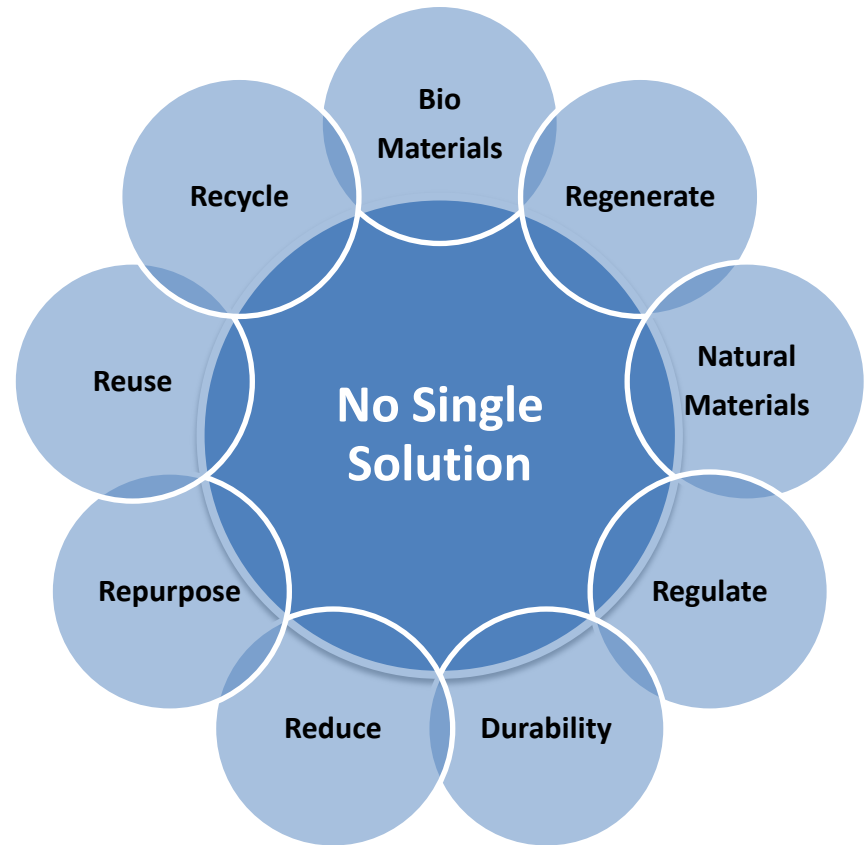 Bio
Materials
Regenerate
Natural
Materials
Regulate
Durability
Reduce
Repurpose
Reuse
Recycle
No Single
Solution